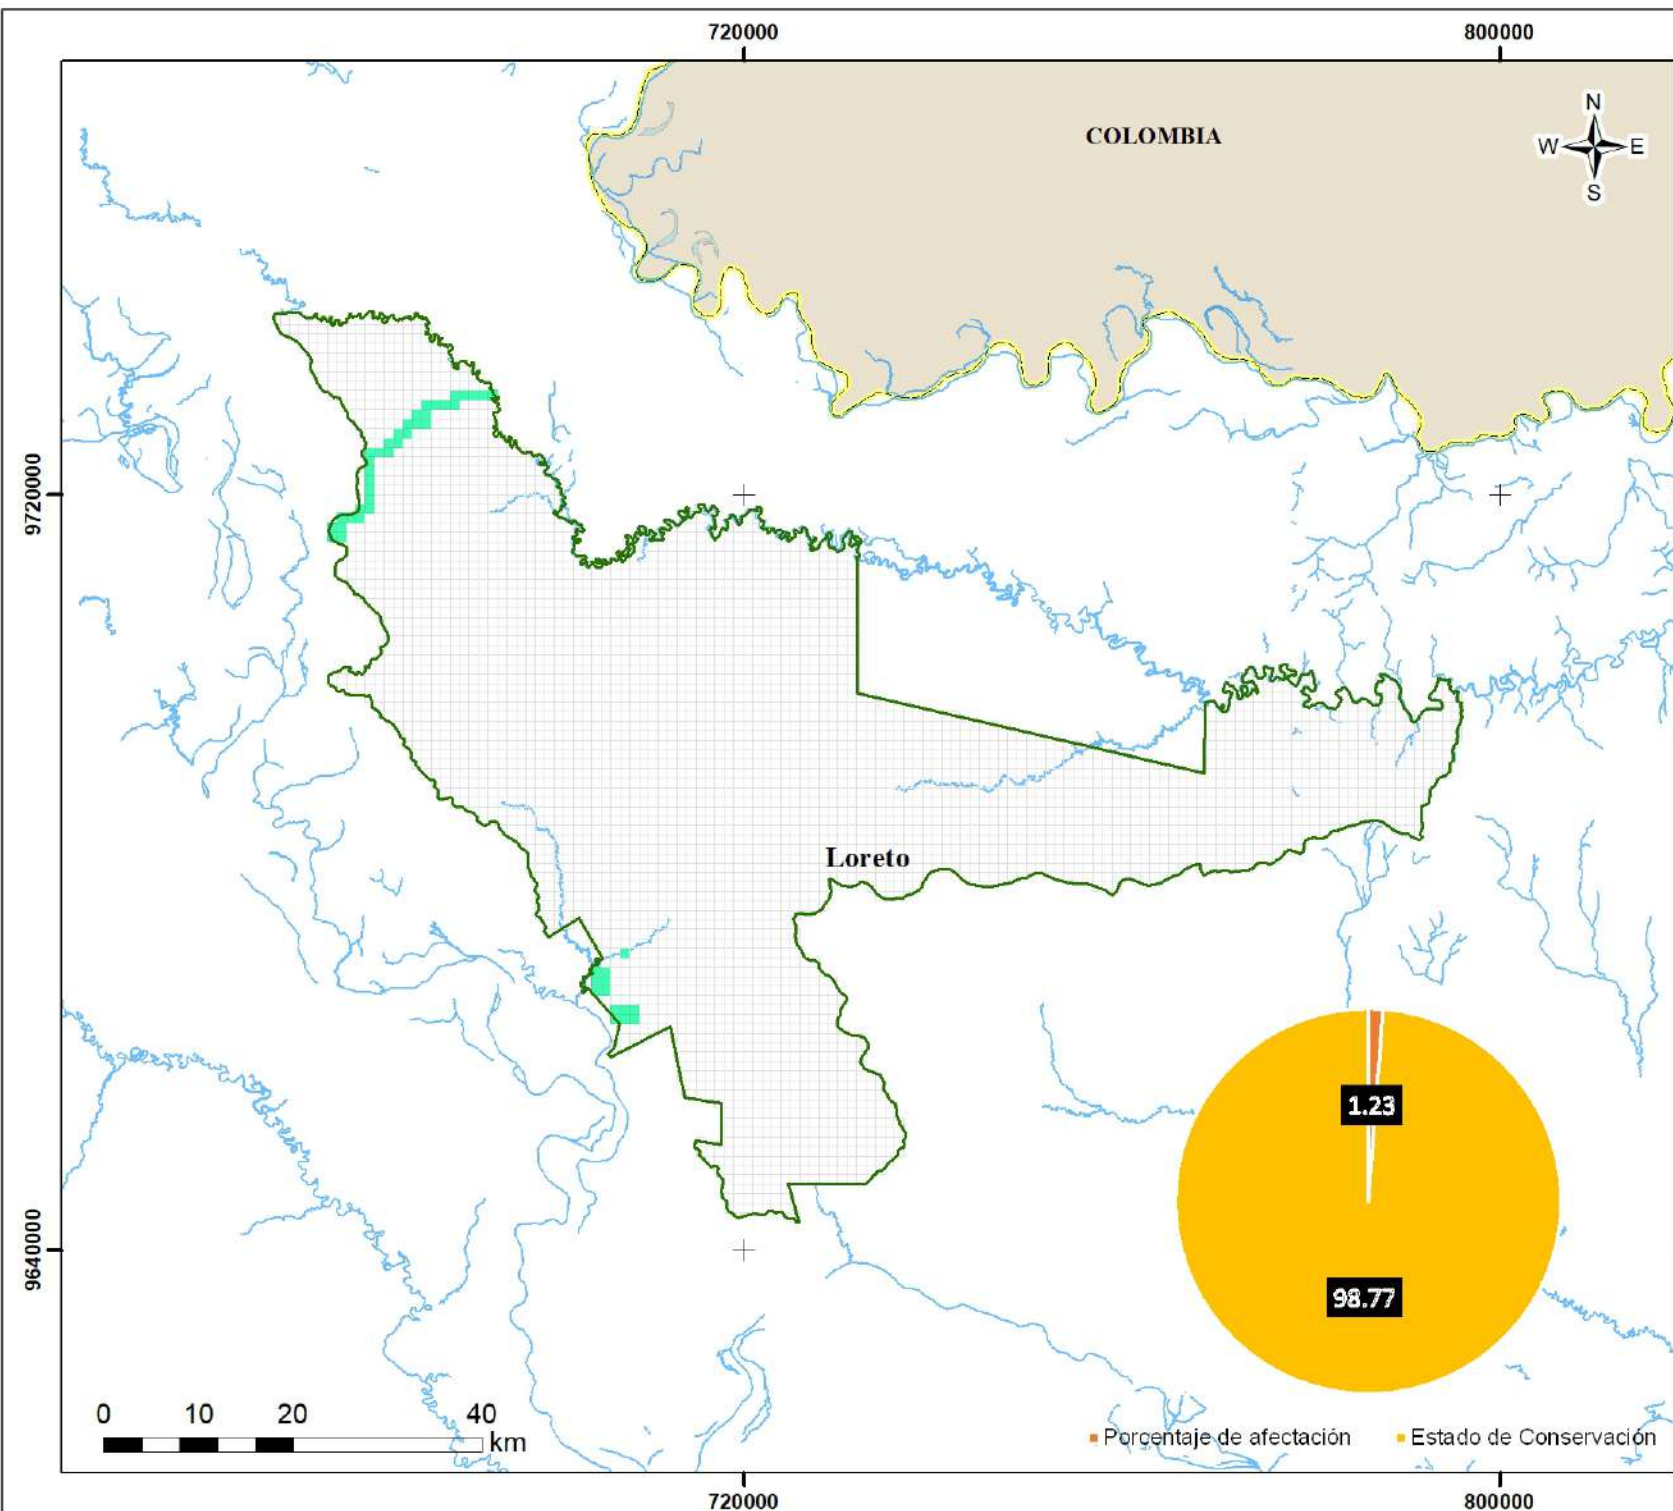 720000 800000
COLOMBIA
N
W E
S
9720000
Loreto
1.23
98.77
9640000
0 10 20 40
km
Porcentaje de afectación Estado de Conservación
720000 800000